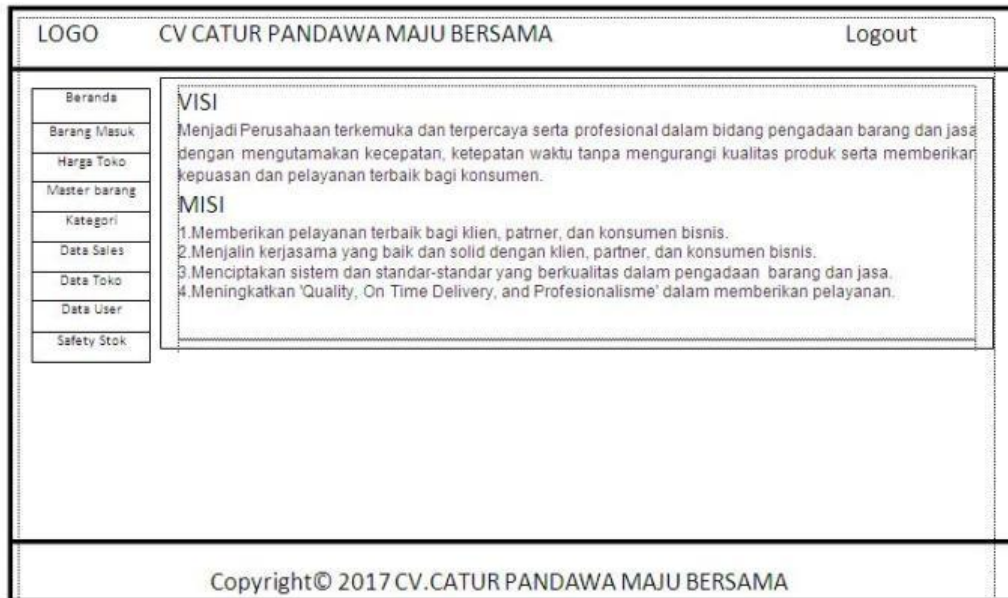 LOGO CV CATUR PANDAWA MAJU BERSAMA Logout
Beranda
Barang Masuk
Harga Toko
Master barang
Kategori
Data Sales
Data Toko
Data User
Safety Stok
VISI
Menjadi Perusahaan terkemuka dan terpercaya serta profesional dalam bidang pengadaan barang dan jasa
dengan mengutamakan kecepatan, ketepatan waktu tanpa mengurangi kualitas produk serta memberikan
kepuasan dan pelayanan terbaik bagi konsumen.
MISI
1.Memberikan pelayanan terbaik bagi klien, patrner, dan konsumen bisnis.
2.Menjalin kerjasama yang baik dan solid dengan klien, partner, dan konsumen bisnis.
3.Menciptakan sistem dan standar-standar yang berkualitas dalam pengadaan barang dan jasa.
4.Meningkatkan 'Quality, On Time Delivery, and Profesionalisme' dalam memberikan pelayanan.
Copyright© 2017 CV.CATUR PANDAWA MAJU BERSAMA